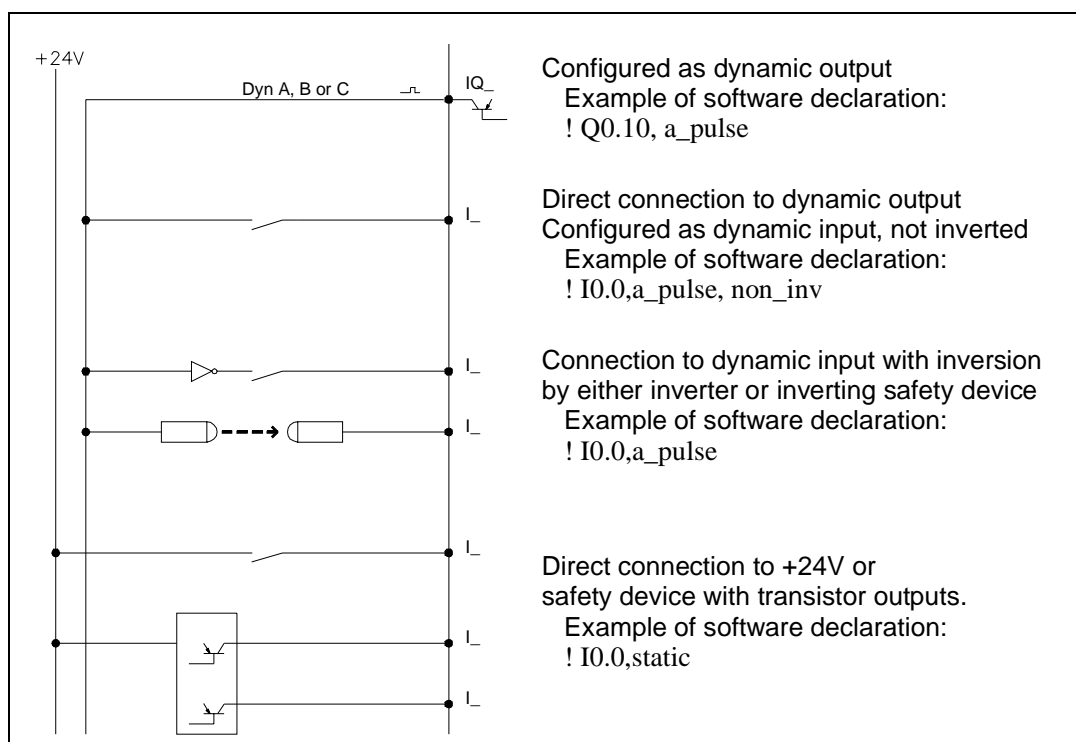 +24V
Dyn A, B or C
IQ_
Configured as dynamic output
Example of software declaration:
! Q0.10, a_pulse
I_
Direct connection to dynamic output
Configured as dynamic input, not inverted
Example of software declaration:
! I0.0,a_pulse, non_inv
I_
Connection to dynamic input with inversion
by either inverter or inverting safety device
Example of software declaration:
! I0.0,a_pulse
I_
I_
Direct connection to +24V or
safety device with transistor outputs.
Example of software declaration:
! I0.0,static
I_
I_